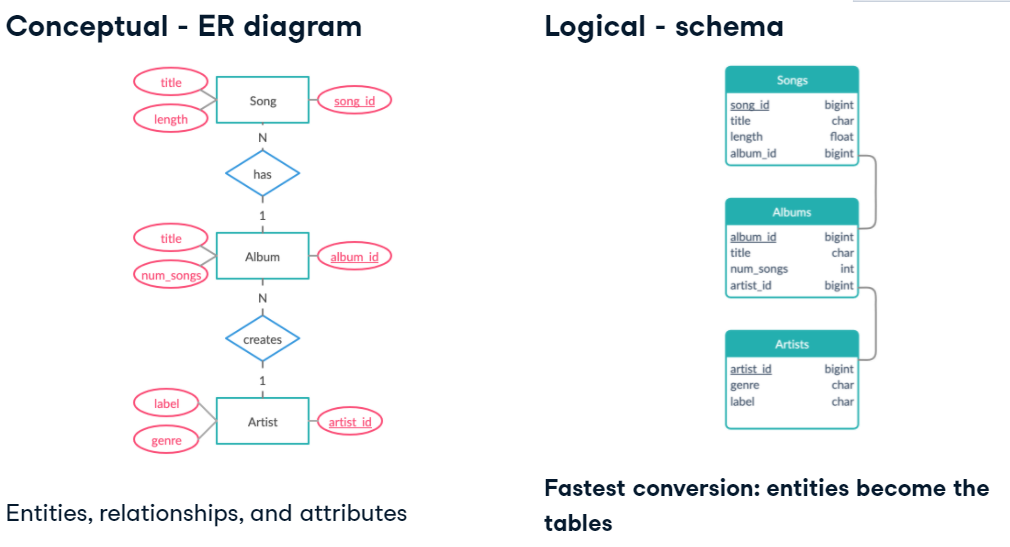 Conceptual - ER diagram
title
length
Song
song_id
N
has
1
title
num_songs
Album
album_id
N
creates
1
label
genre
Artist
artist_id
Entities, relationships, and attributes
Logical - schema
Songs
song_id bigint
title char
length float
album_id bigint
Albums
album_id bigint
title char
num_songs int
artist_id bigint
Artists
artist_id bigint
genre char
label char
Fastest conversion: entities become the
tables